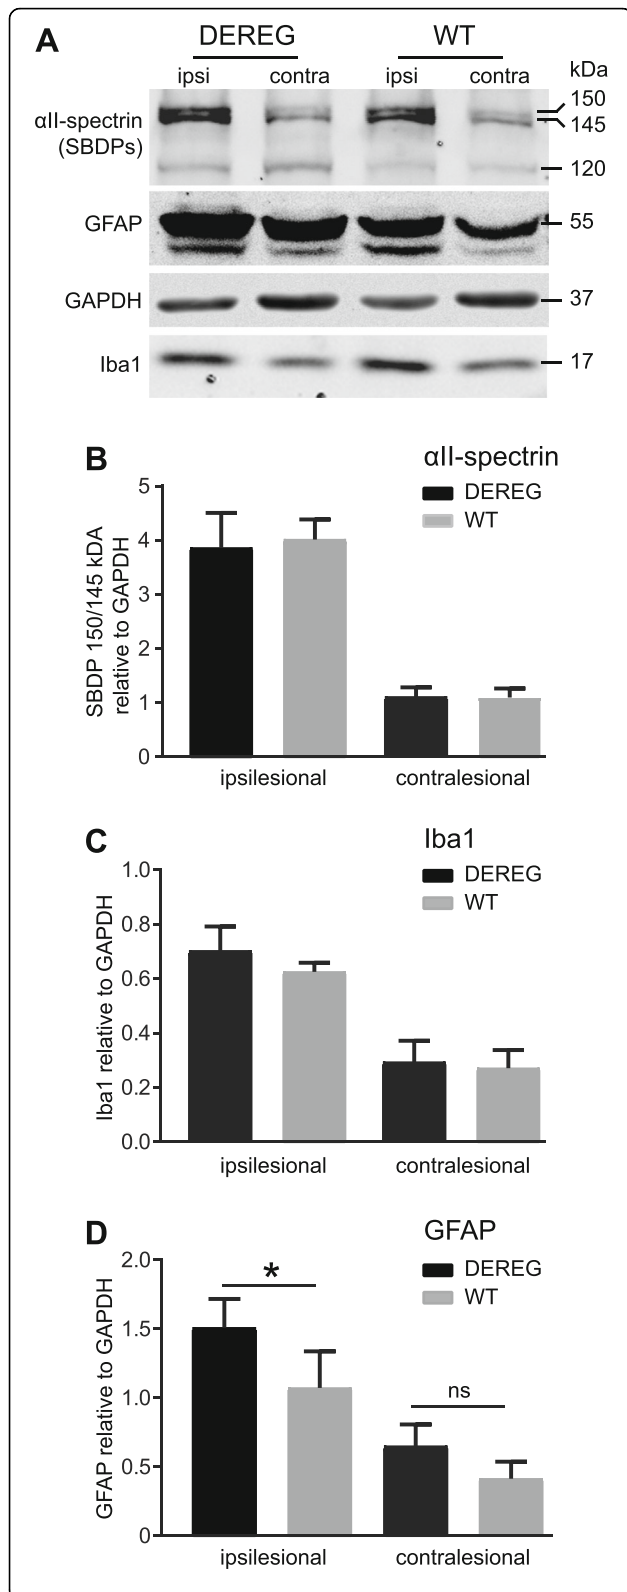 A
DEREG WT
ipsi contra ipsi contra kDa
αII-spectrin
(SBDPs)
150
145
120
GFAP 55
GAPDH 37
Iba1 17
B
αII-spectrin
DEREG
WT
SBDP 150/145 kDA
relative to GAPDH
5
4
3
2
1
0
ipsilesional contralesional
C
Iba1
DEREG
WT
Iba1 relative to GAPDH
1.0
0.8
0.6
0.4
0.2
0.0
ipsilesional contralesional
D
GFAP
DEREG
WT
GFAP relative to GAPDH
2.0
1.5
1.0
0.5
0
*
ns
ipsilesional contralesional